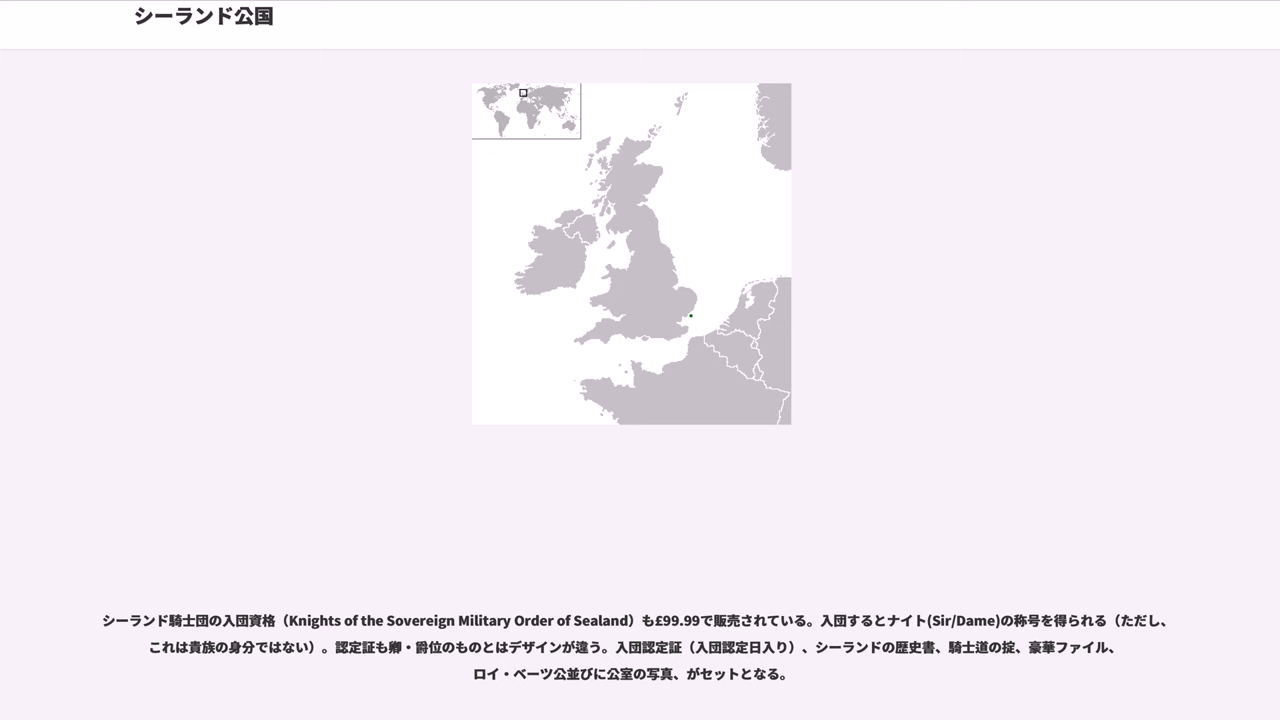 シーランド公国
シーランド騎士団の入団資格（Knights of the Sovereign Military Order of Sealand）も£99.99で販売されている。入団するとナイト(Sir/Dame)の称号を得られる（ただし、
これは貴族の身分ではない）。認定証も卿・爵位のものとはデザインが違う。入団認定証（入団認定日入り）、シーランドの歴史書、騎士道の掟、豪華ファイル、
ロイ・ベーツ公並びに公室の写真、がセットとなる。